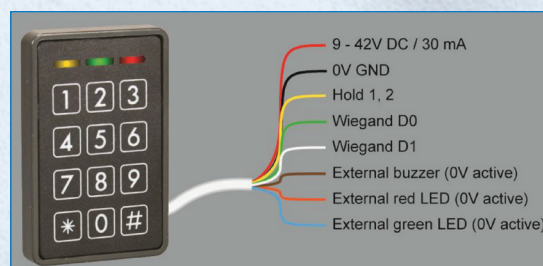 1 2 3
4 5 6
7 8 9
* 0 #
9 - 42V DC / 30 mA
0V GND
Hold 1, 2
Wiegand D0
Wiegand D1
External buzzer (0V active)
External red LED (0V active)
External green LED (0V active)